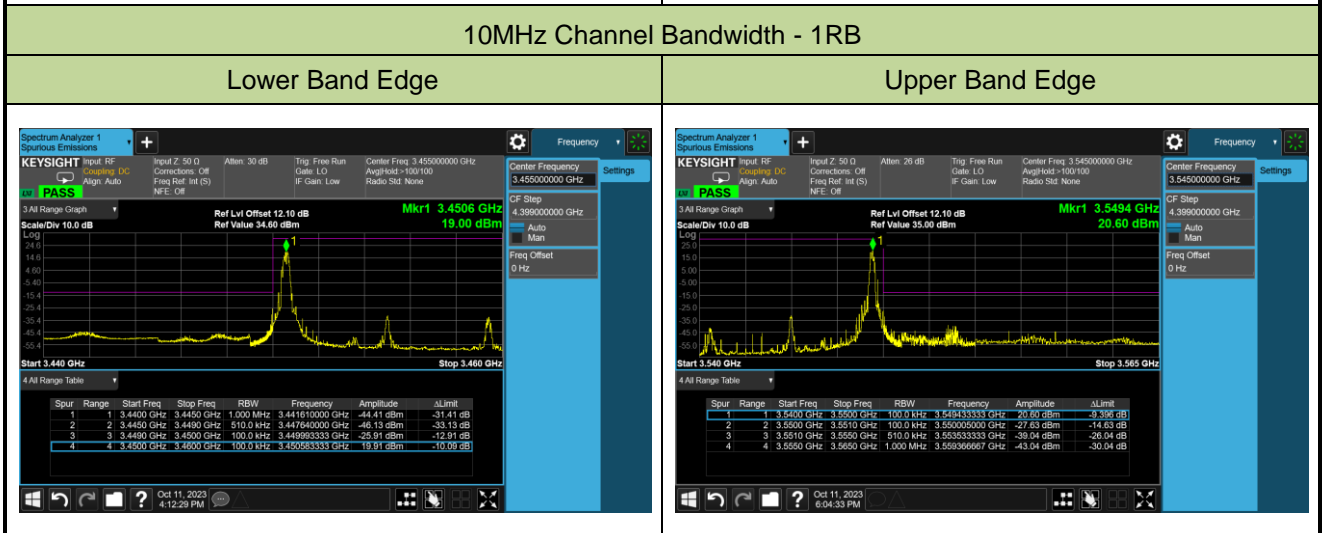 10MHz Channel Bandwidth - 1RB
Lower Band Edge
Upper Band Edge
Spectrum Analyzer 1
Spurious Emissions
+
Frequency
KEYSIGHT Input: RF
Coupling: DC
Align: Auto
Input Z: 50 Ω
Corrections: Off
Freq Ref: Int (S)
NFE: Off
Atten: 30 dB
Trig: Free Run
Gate: LO
IF Gain: Low
Center Freq: 3.455000000 GHz
Avg|Hold:>100/100
Radio Std: None
PASS
Center Frequency
3.455000000 GHz
Settings
CF Step
4.399000000 GHz
Auto
Man
Freq Offset
0 Hz
3 All Range Graph
Ref Lvl Offset 12.10 dB
Mkr1 3.4506 GHz
Scale/Div 10.0 dB
Ref Value 34.60 dBm
19.00 dBm
Log
1
24.6
14.6
4.60
-5.40
-15.4
-25.4
-35.4
-45.4
-55.4
Start 3.440 GHz
Stop 3.460 GHz
4 All Range Table
Spur Range Start Freq Stop Freq RBW Frequency Amplitude ΔLimit
1 1 3.4400 GHz 3.4450 GHz 1.000 MHz 3.441610000 GHz -44.41 dBm -31.41 dB
2 2 3.4450 GHz 3.4490 GHz 510.0 kHz 3.447640000 GHz -46.13 dBm -33.13 dB
3 3 3.4490 GHz 3.4500 GHz 100.0 kHz 3.449993333 GHz -25.91 dBm -12.91 dB
4 4 3.4500 GHz 3.4600 GHz 100.0 kHz 3.450583333 GHz 19.91 dBm -10.09 dB
?
Oct 11, 2023
4:12:29 PM
Spectrum Analyzer 1
Spurious Emissions
+
Frequency
KEYSIGHT Input: RF
Coupling: DC
Align: Auto
Input Z: 50 Ω
Corrections: Off
Freq Ref: Int (S)
NFE: Off
Atten: 26 dB
Trig: Free Run
Gate: LO
IF Gain: Low
Center Freq: 3.545000000 GHz
Avg|Hold:>100/100
Radio Std: None
PASS
Center Frequency
3.545000000 GHz
Settings
CF Step
4.399000000 GHz
Auto
Man
Freq Offset
0 Hz
3 All Range Graph
Ref Lvl Offset 12.10 dB
Mkr1 3.5494 GHz
Scale/Div 10.0 dB
Ref Value 35.00 dBm
20.60 dBm
Log
1
25.0
15.0
5.00
-5.00
-15.0
-25.0
-35.0
-45.0
-55.0
Start 3.540 GHz
Stop 3.565 GHz
4 All Range Table
Spur Range Start Freq Stop Freq RBW Frequency Amplitude ΔLimit
1 1 3.5400 GHz 3.5500 GHz 100.0 kHz 3.549433333 GHz 20.60 dBm -9.396 dB
2 2 3.5500 GHz 3.5510 GHz 100.0 kHz 3.550005000 GHz -27.63 dBm -14.63 dB
3 3 3.5510 GHz 3.5550 GHz 510.0 kHz 3.553533333 GHz -39.04 dBm -26.04 dB
4 4 3.5550 GHz 3.5650 GHz 1.000 MHz 3.559366667 GHz -43.04 dBm -30.04 dB
?
Oct 11, 2023
6:04:33 PM